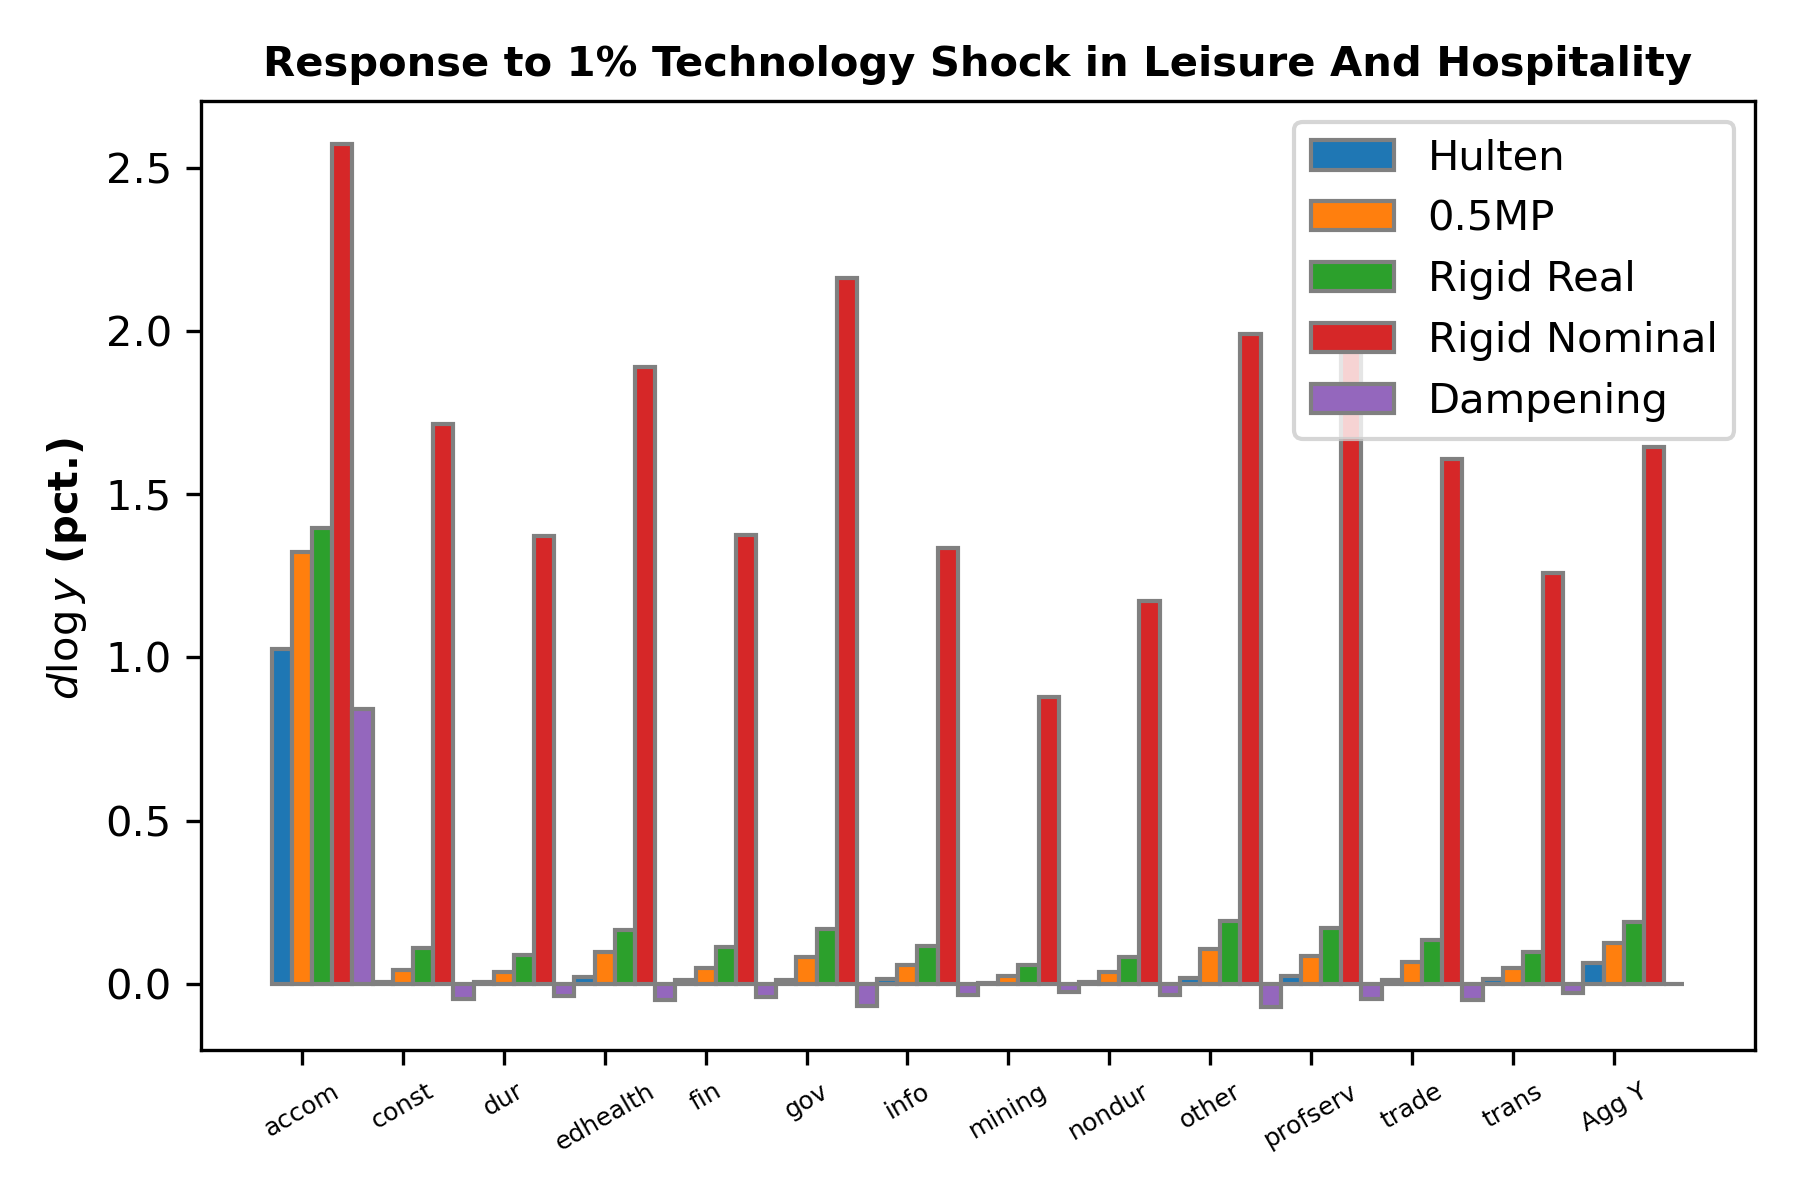 Response to 1% Technology Shock in Leisure And Hospitality
Hulten
0.5MP
Rigid Real
Rigid Nominal
Dampening
dlog y (pct.)
2.5
2.0
1.5
1.0
0.5
0.0
accom
const
dur
edhealth
fin
gov
info
mining
nondur
other
profserv
trade
trans
Agg Y